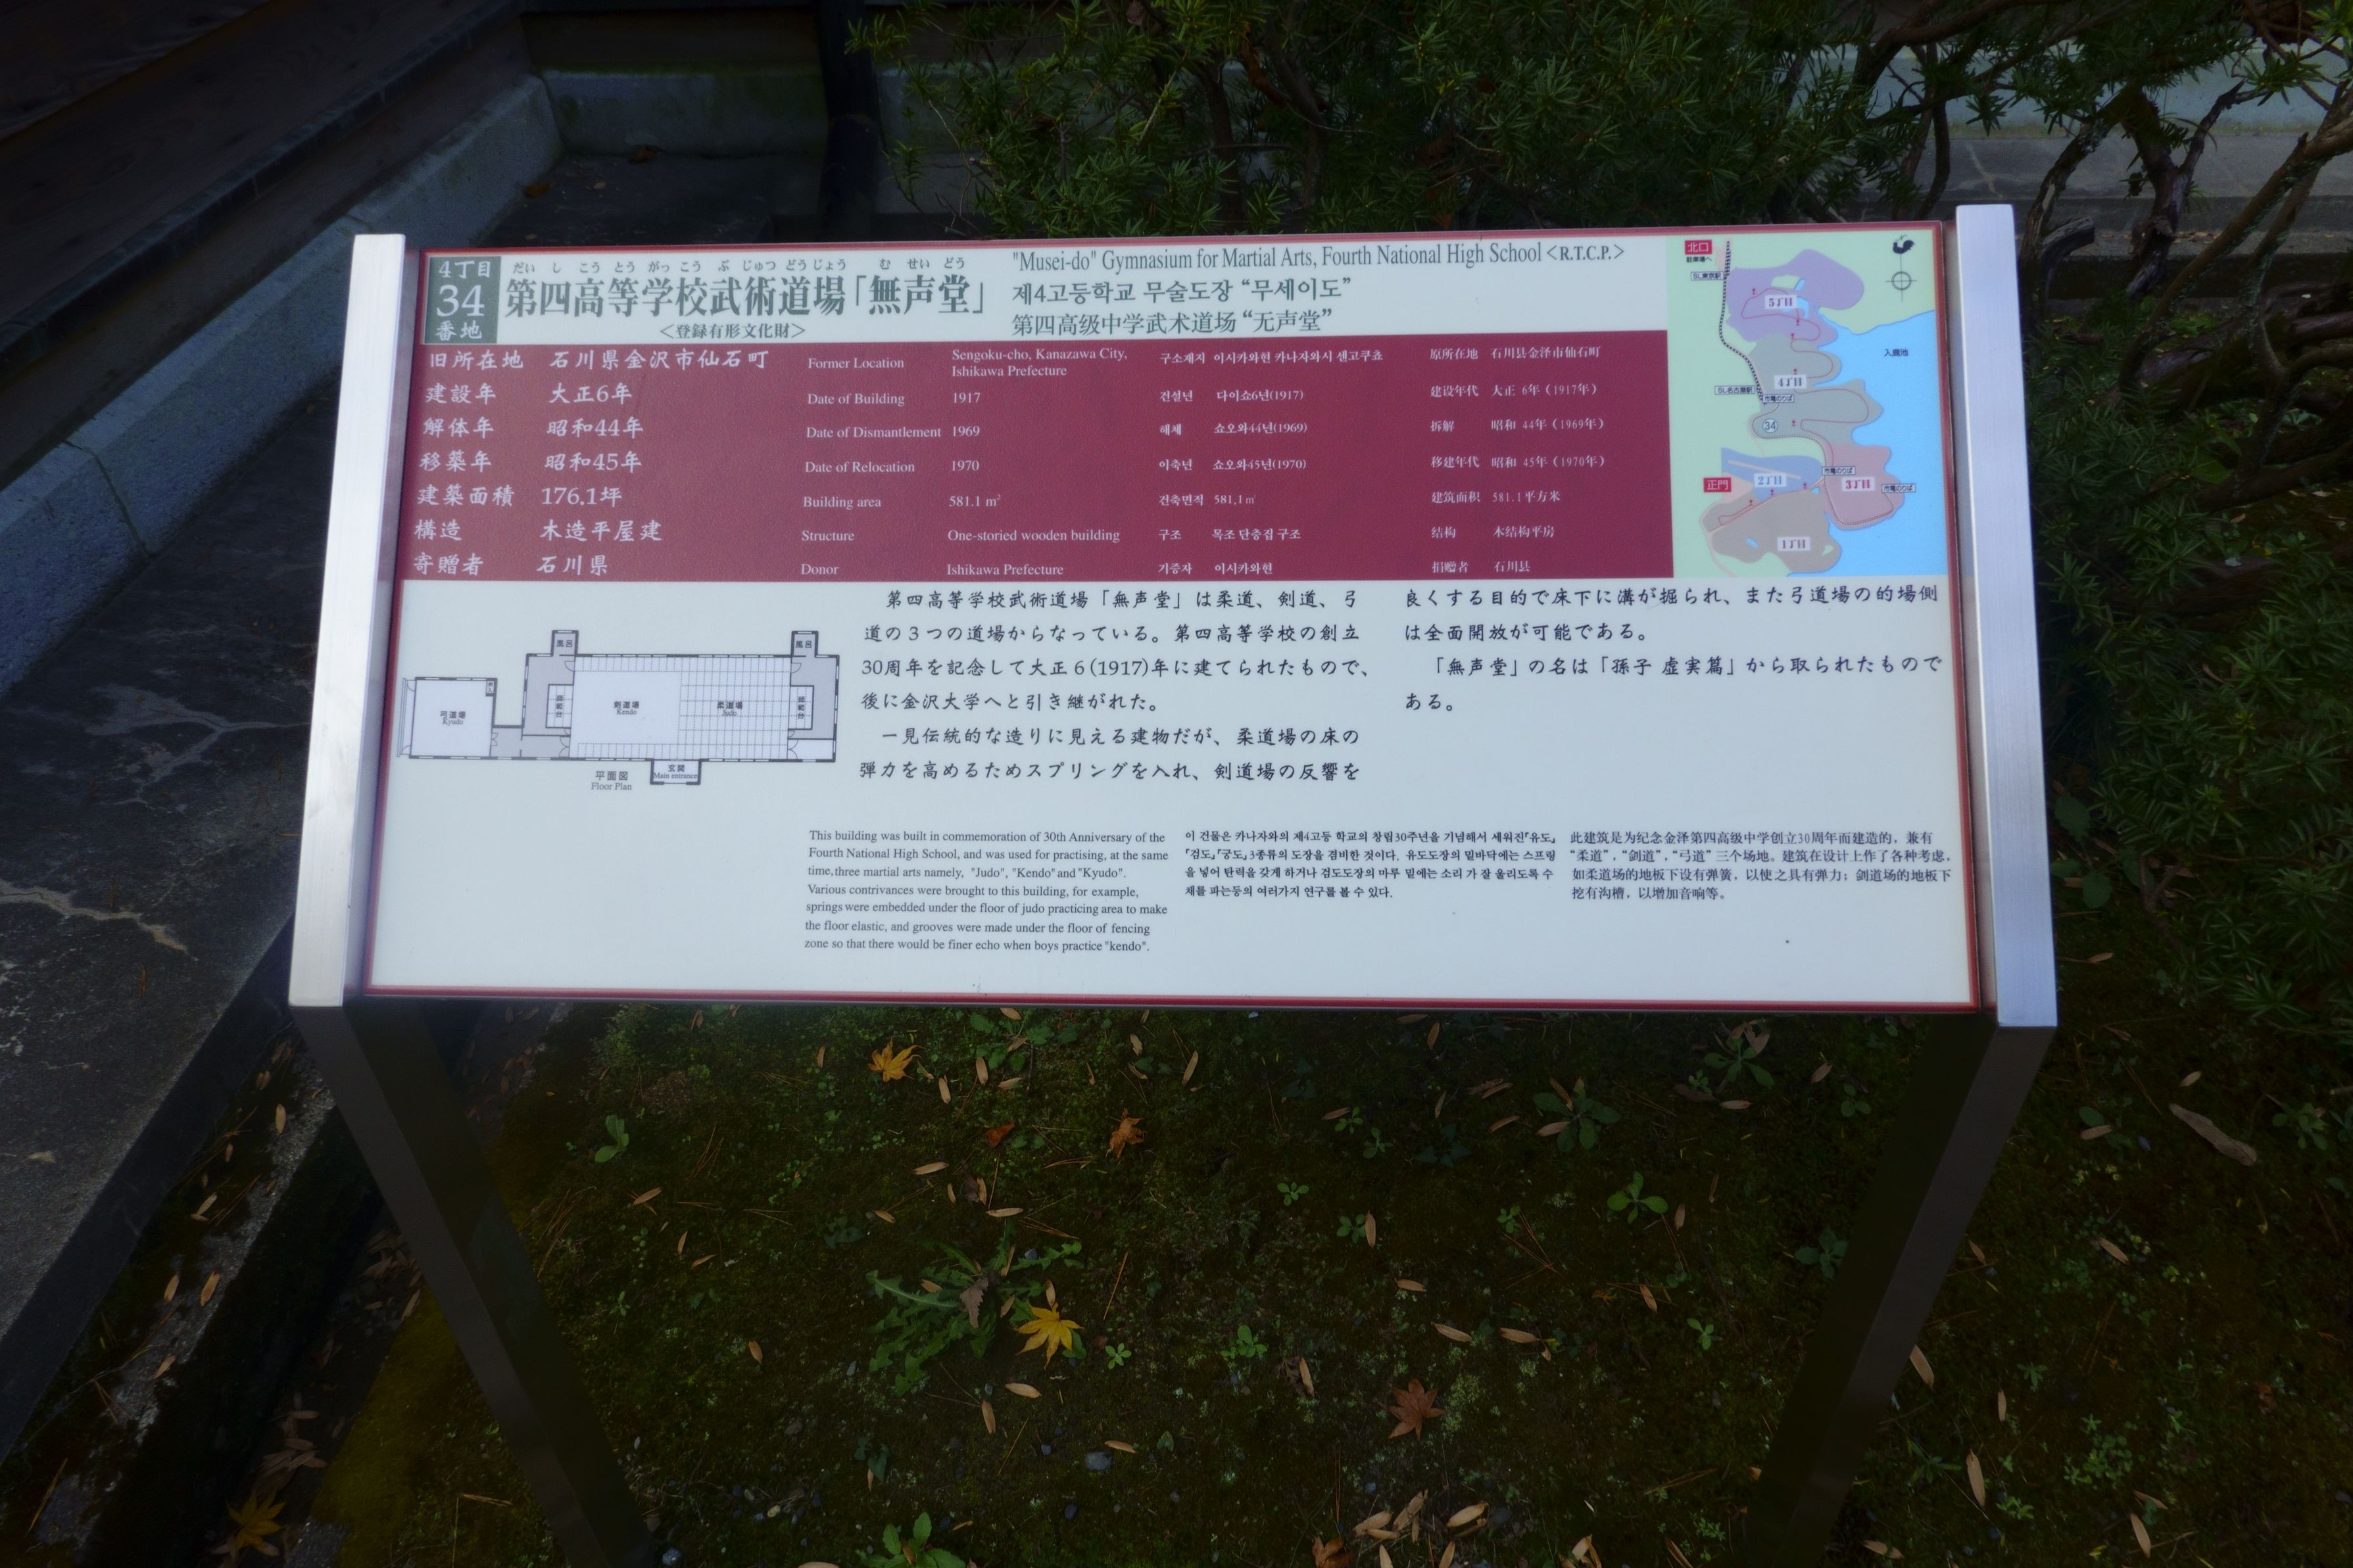 4丁目
34
番地
だい し こう とう がっ こう ぶ じゅつ どう じょう む せい どう
第四高等学校武術道場「無声堂」
<登録有形文化財>
"Musei-do" Gymnasium for Martial Arts, Fourth National High School <R.T.C.P.>
제4고등학교 무술도장 “무세이도”
第四高级中学武术道场 “无声堂”
旧所在地 石川県金沢市仙石町
建設年 大正6年
解体年 昭和44年
移築年 昭和45年
建築面積 176.1坪
構造 木造平屋建
寄贈者 石川県
Former Location Sengoku-cho, Kanazawa City,
Ishikawa Prefecture
Date of Building 1917
Date of Dismantlement 1969
Date of Relocation 1970
Building area 581.1 m²
Structure One-storied wooden building
Donor Ishikawa Prefecture
구소재지 이시카와현 카나자와시 센고쿠쵸
건설년 다이쇼6년(1917)
해체 쇼오와44년(1969)
이축년 쇼오와45년(1970)
건축면적 581.1㎡
구조 목조 단층집 구조
기증자 이시카와현
原所在地 石川县金泽市仙石町
建设年代 大正 6年（1917年）
拆解 昭和 44年（1969年）
移建年代 昭和 45年（1970年）
建筑面积 581.1平方米
结构 木结构平房
捐赠者 石川县
北口
SL東京駅
5丁目
入鹿池
4丁目
SL名古屋駅
市電のりば
34
市電のりば
正門
2丁目
3丁目
市電のりば
1丁目
風呂
風呂
弓道場
Kyudo
師範台
剣道場
Kendo
柔道場
Judo
師範台
玄関
Main entrance
平面図
Floor Plan
第四高等学校武術道場「無声堂」は柔道、剣道、弓
道の３つの道場からなっている。第四高等学校の創立
30周年を記念して大正６(1917)年に建てられたもので、
後に金沢大学へと引き継がれた。
一見伝統的な造りに見える建物だが、柔道場の床の
弾力を高めるためスプリングを入れ、剣道場の反響を
良くする目的で床下に溝が掘られ、また弓道場の的場側
は全面開放が可能である。
「無声堂」の名は「孫子 虚実篇」から取られたもので
ある。
This building was built in commemoration of 30th Anniversary of the
Fourth National High School, and was used for practising, at the same
time, three martial arts namely, "Judo", "Kendo" and "Kyudo".
Various contrivances were brought to this building, for example,
springs were embedded under the floor of judo practicing area to make
the floor elastic, and grooves were made under the floor of fencing
zone so that there would be finer echo when boys practice "kendo".
이 건물은 카나자와의 제4고등 학교의 창립30주년을 기념해서 세워진「유도」
「검도」「궁도」3종류의 도장을 겸비한 것이다. 유도도장의 밑바닥에는 스프링
을 넣어 탄력을 갖게 하거나 검도도장의 마루 밑에는 소리 가 잘 울리도록 수
채를 파는등의 여러가지 연구를 볼 수 있다.
此建筑是为纪念金泽第四高级中学创立30周年而建造的，兼有
“柔道”，“剑道”，“弓道” 三个场地。建筑在设计上作了各种考虑，
如柔道场的地板下设有弹簧，以使之具有弹力；剑道场的地板下
挖有沟槽，以增加音响等。